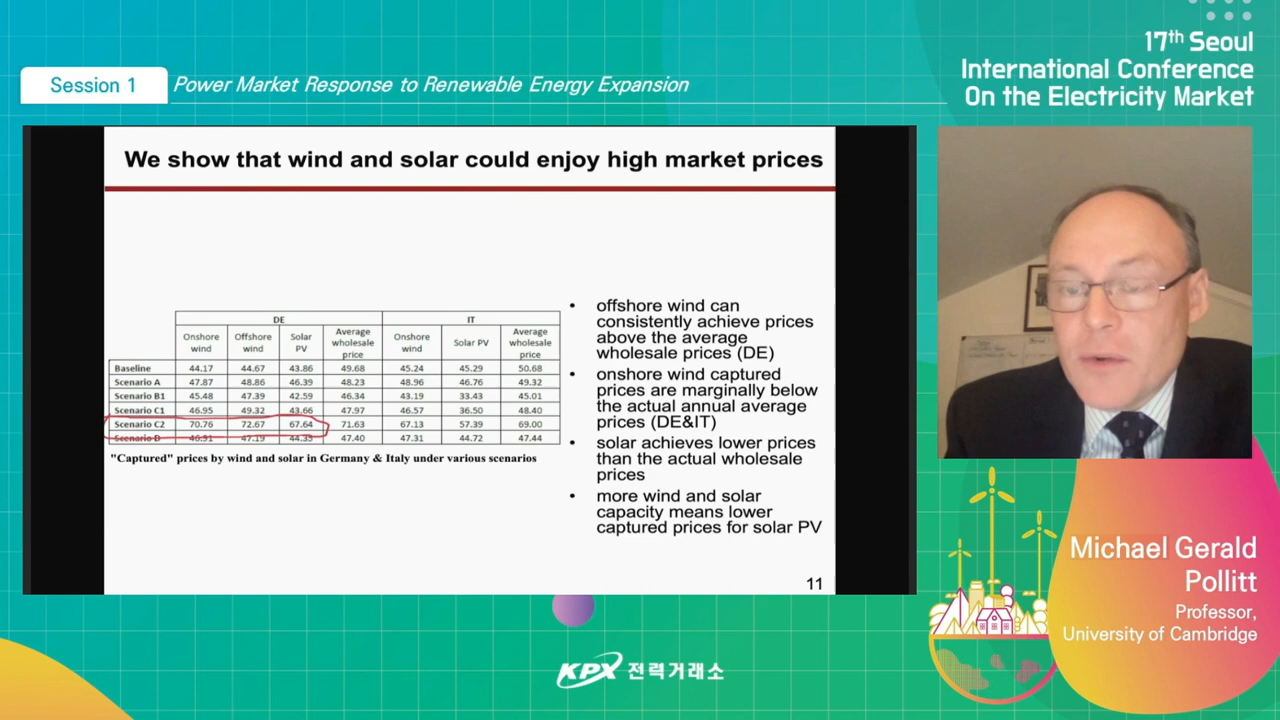 17th Seoul
International Conference
On the Electricity Market
Session 1
Power Market Response to Renewable Energy Expansion
We show that wind and solar could enjoy high market prices
DE IT
Onshore wind Offshore wind Solar PV Average wholesale price Onshore wind Solar PV Average wholesale price
Baseline 44.17 44.67 43.86 49.68 45.24 45.29 50.68
Scenario A 47.87 48.86 46.39 48.23 48.96 46.76 49.32
Scenario B1 45.48 47.39 42.59 46.34 43.19 33.43 45.01
Scenario C1 46.95 49.32 43.66 47.97 46.57 36.50 48.40
Scenario C2 70.76 72.67 67.64 71.63 67.13 57.39 69.00
Scenario D 46.91 47.19 44.35 47.40 47.31 44.72 47.44
"Captured" prices by wind and solar in Germany & Italy under various scenarios
• offshore wind can
consistently achieve prices
above the average
wholesale prices (DE)
• onshore wind captured
prices are marginally below
the actual annual average
prices (DE&IT)
• solar achieves lower prices
than the actual wholesale
prices
• more wind and solar
capacity means lower
captured prices for solar PV
11
Michael Gerald
Pollitt
Professor,
University of Cambridge
KPX 전력거래소